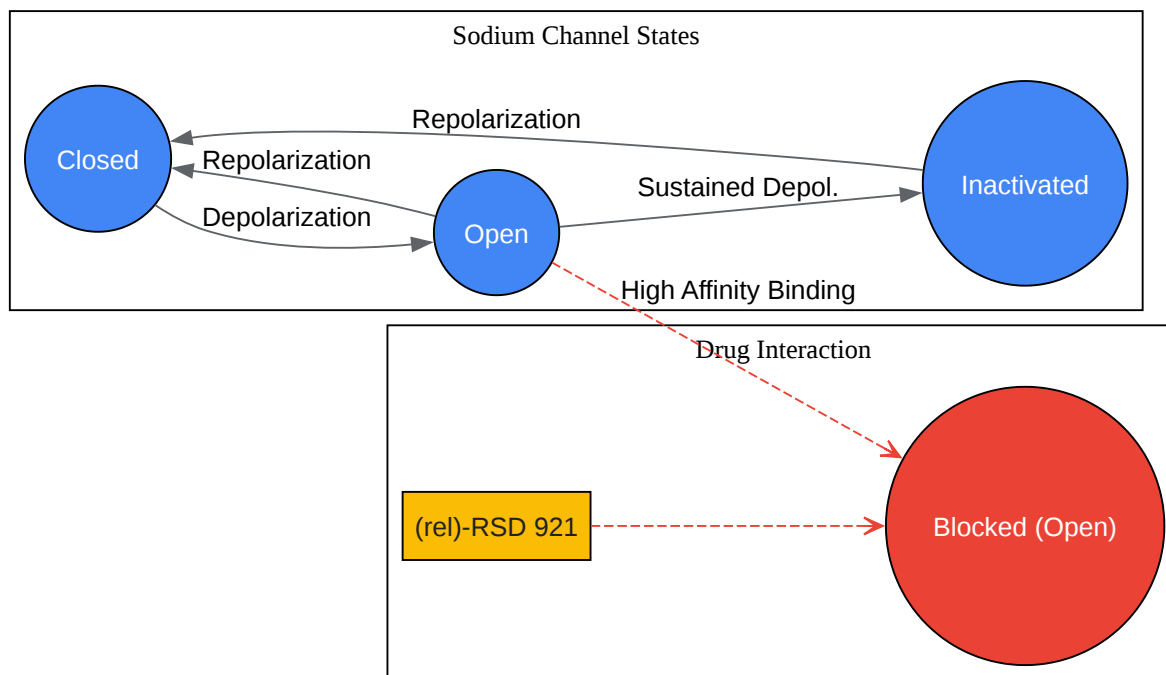 Sodium Channel States
Repolarization
Closed
Repolarization
Sustained Depol.
Inactivated
Depolarization
Open
High Affinity Binding
Drug Interaction
(rel)-RSD 921
Blocked (Open)